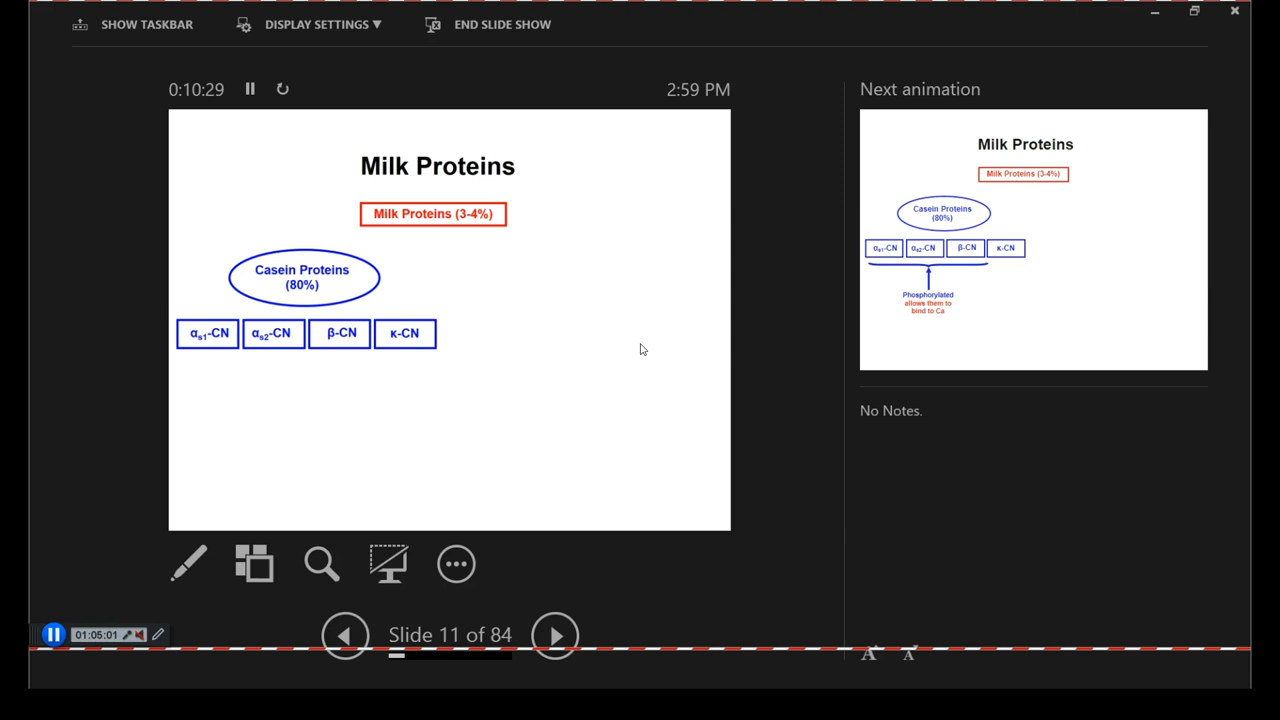 SHOW TASKBAR
DISPLAY SETTINGS ▼
END SLIDE SHOW
0:10:29
2:59 PM
Milk Proteins
Milk Proteins (3-4%)
Casein Proteins
(80%)
αs1-CN
αs2-CN
β-CN
κ-CN
Next animation
Milk Proteins
Milk Proteins (3-4%)
Casein Proteins
(80%)
αs1-CN
αs2-CN
β-CN
κ-CN
Phosphorylated
allows them to
bind to Ca
No Notes.
01:05:01
Slide 11 of 84
A A